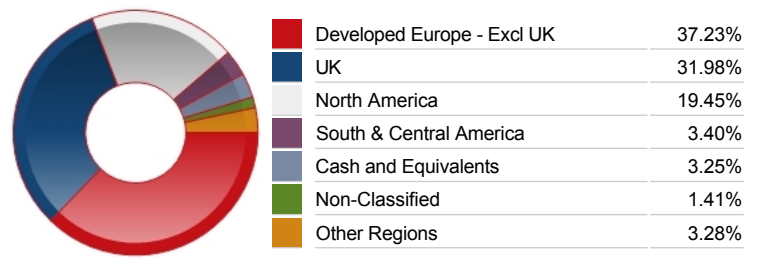 Developed Europe - Excl UK 37.23%
UK 31.98%
North America 19.45%
South & Central America 3.40%
Cash and Equivalents 3.25%
Non-Classified 1.41%
Other Regions 3.28%